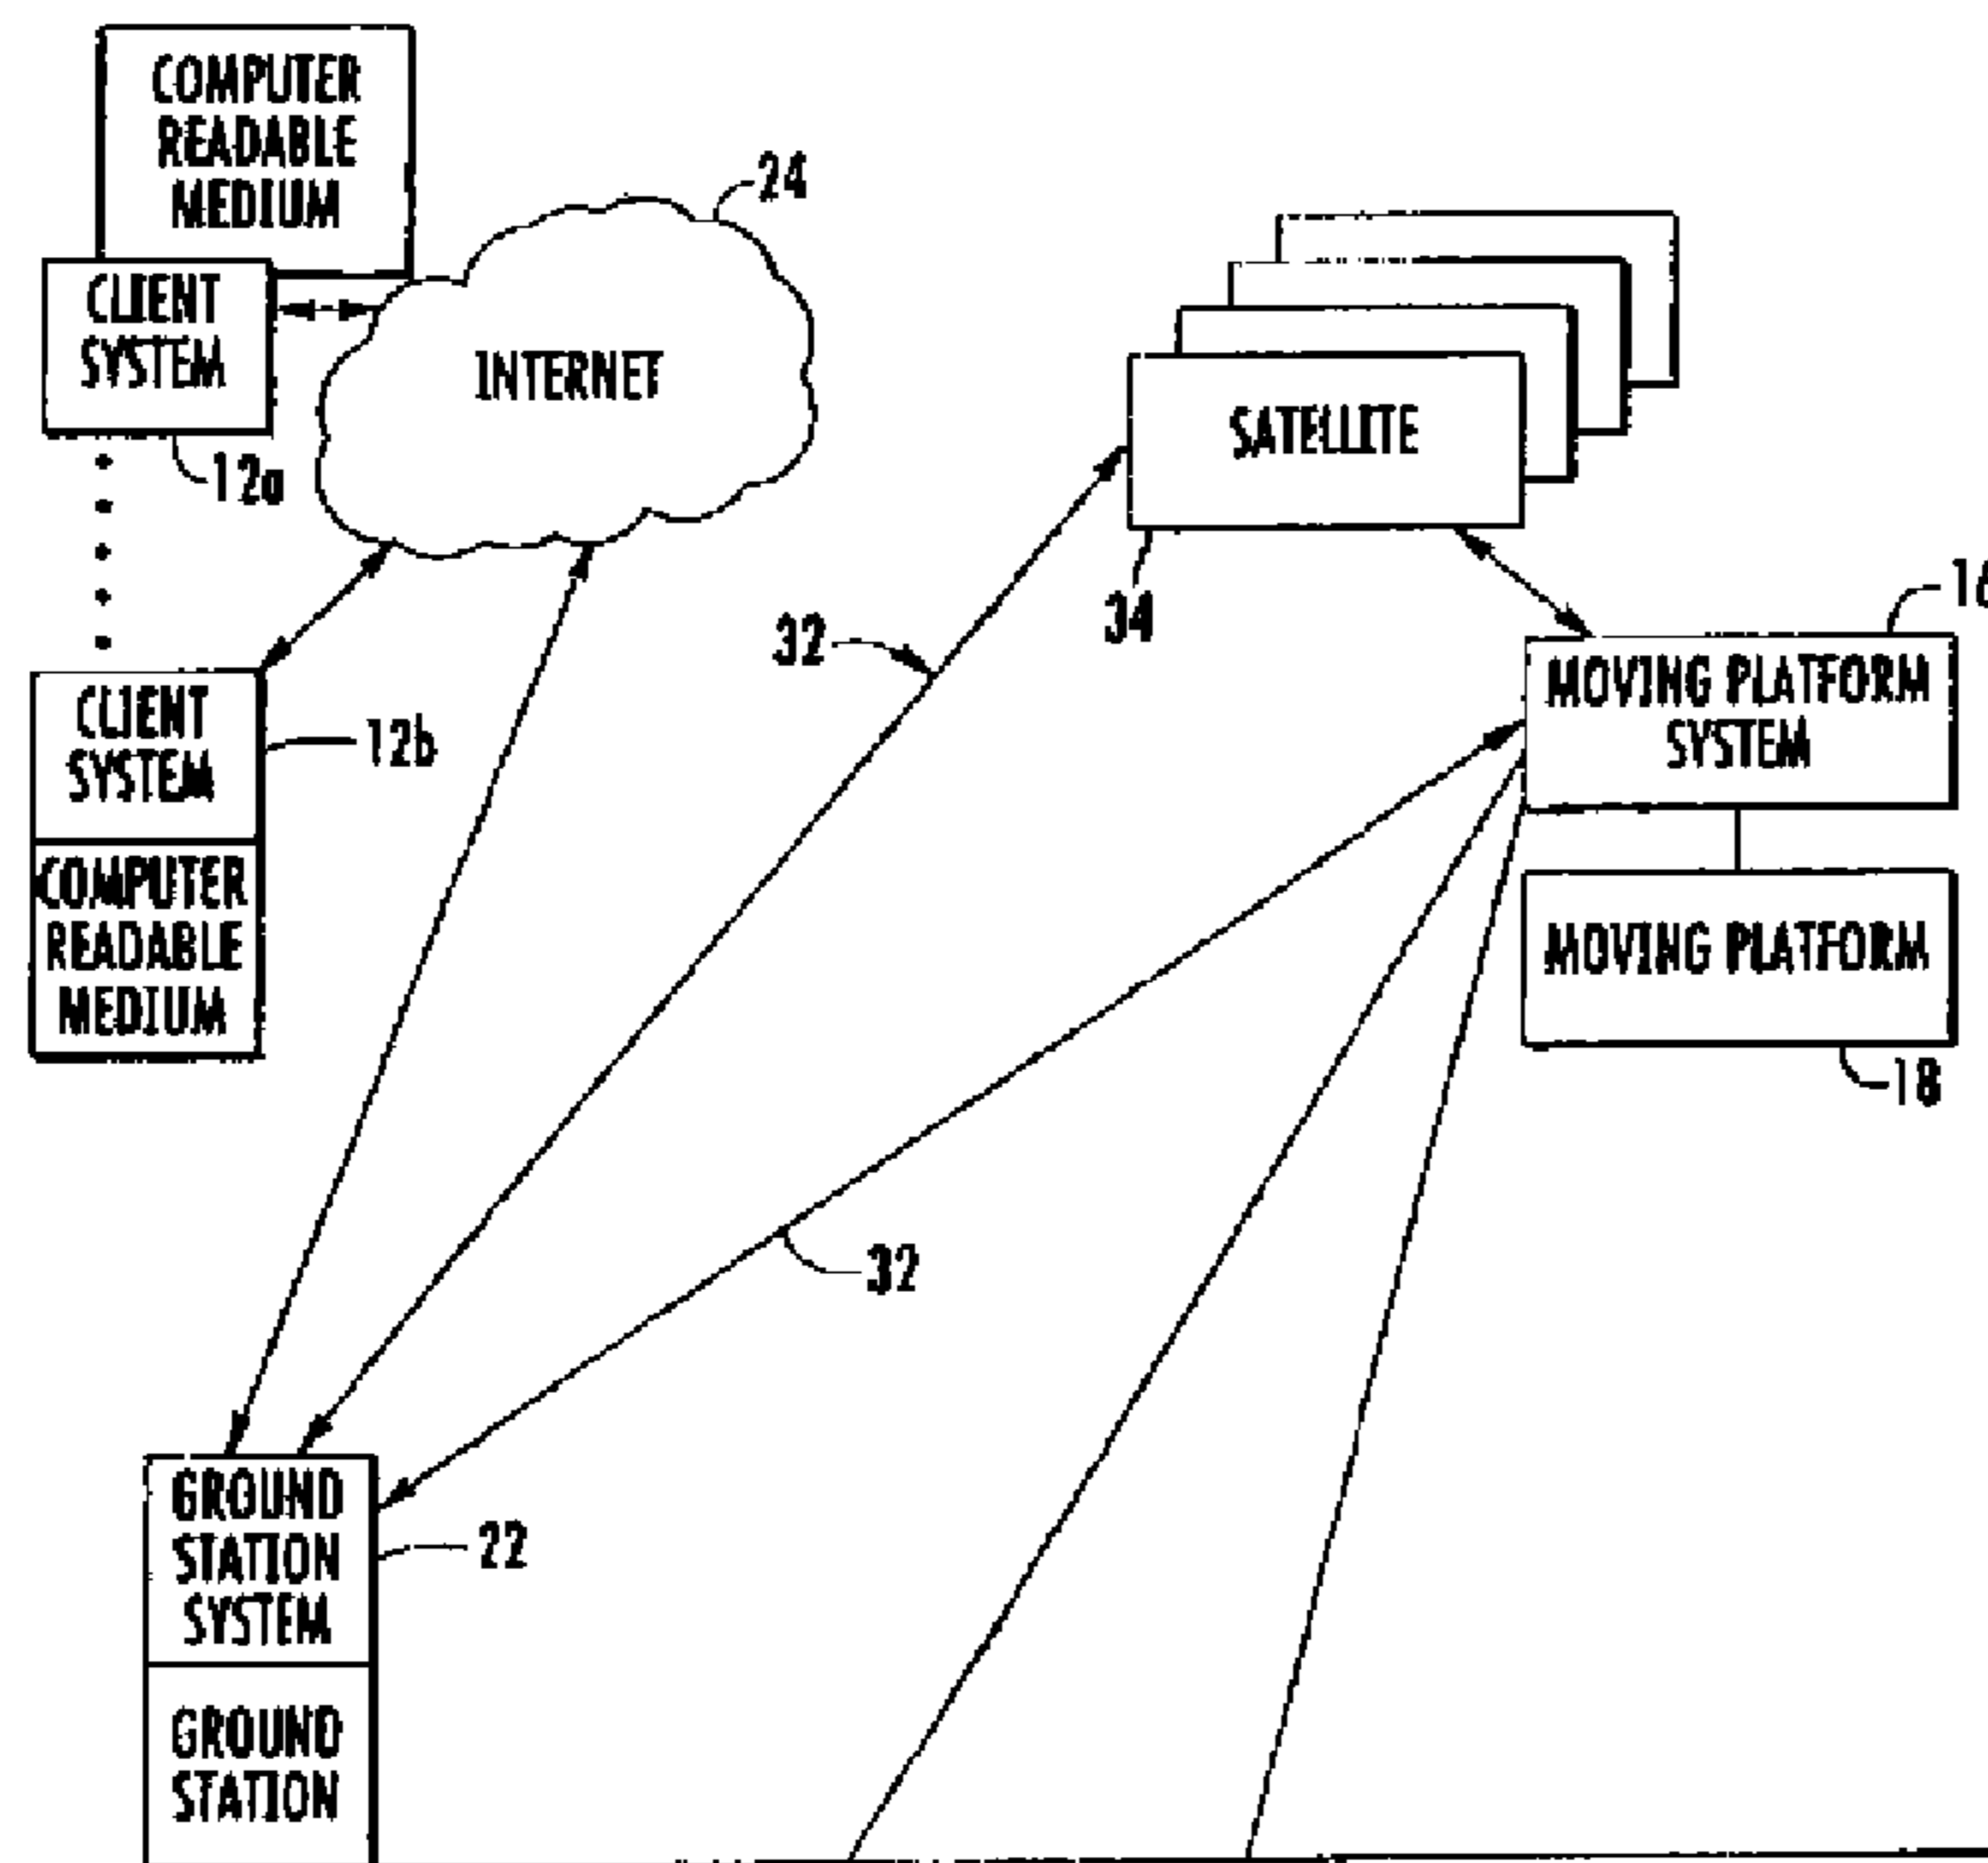 COMPUTER
READABLE
MEDIUM
24
CLIENT
SYSTEM
INTERNET
12a
SATELLITE
34
16
32
CLIENT
SYSTEM
12b
MOVING PLATFORM
SYSTEM
COMPUTER
READABLE
MEDIUM
MOVING PLATFORM
18
32
GROUND
STATION
SYSTEM
22
GROUND
STATION